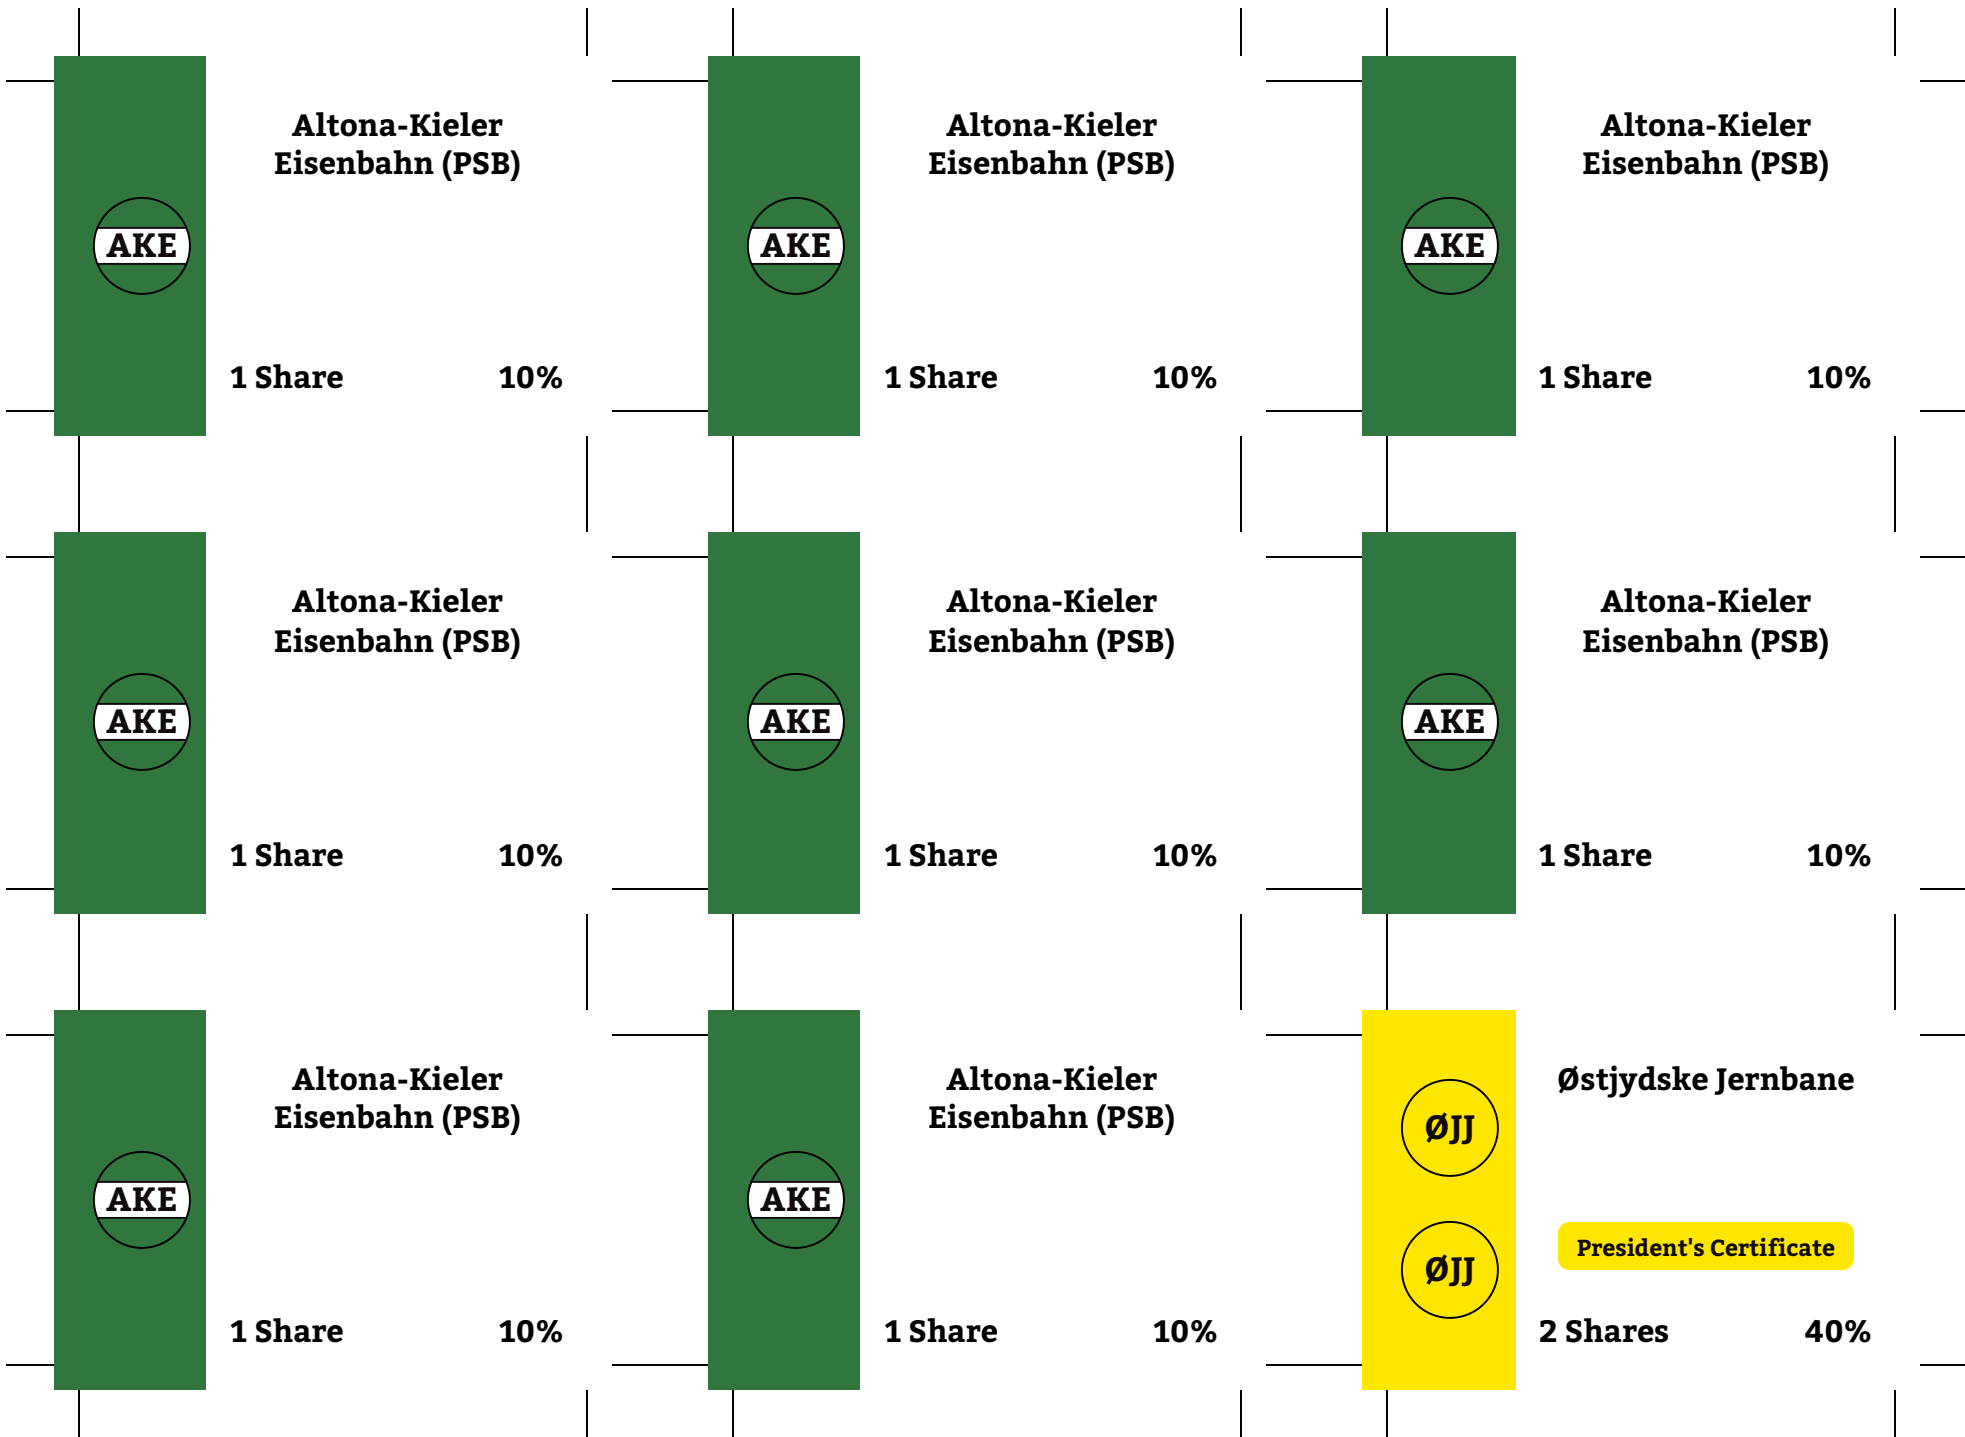 Altona-Kieler
Eisenbahn (PSB)
AKE
1 Share 10%
Altona-Kieler
Eisenbahn (PSB)
AKE
1 Share 10%
Altona-Kieler
Eisenbahn (PSB)
AKE
1 Share 10%
Altona-Kieler
Eisenbahn (PSB)
AKE
1 Share 10%
Altona-Kieler
Eisenbahn (PSB)
AKE
1 Share 10%
Altona-Kieler
Eisenbahn (PSB)
AKE
1 Share 10%
Altona-Kieler
Eisenbahn (PSB)
AKE
1 Share 10%
Altona-Kieler
Eisenbahn (PSB)
AKE
1 Share 10%
Østjydske Jernbane
ØJJ
President's Certificate
ØJJ
2 Shares 40%